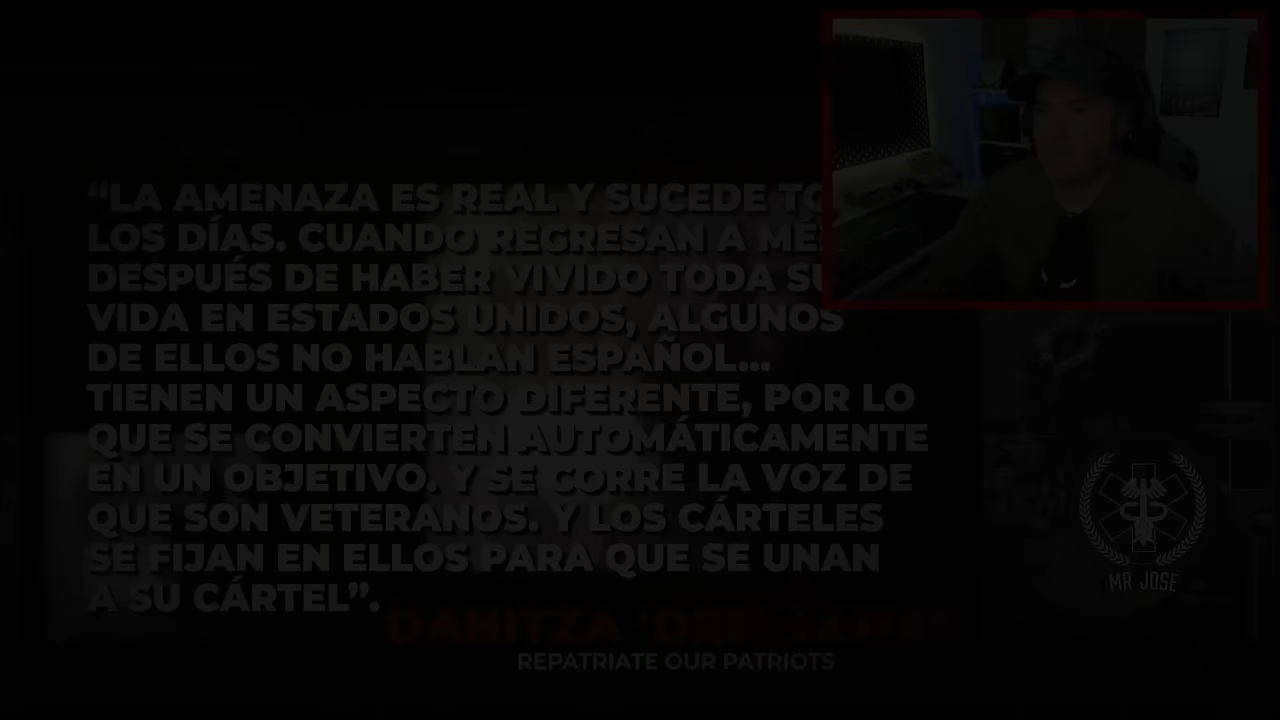 “LA AMENAZA ES REAL Y SUCEDE
LOS DÍAS. CUANDO REGRESAN A
DESPUÉS DE HABER VIVIDO TODA SU
VIDA EN ESTADOS UNIDOS, ALGUNOS
DE ELLOS NO HABLAN ESPAÑOL...
TIENEN UN ASPECTO DIFERENTE, POR LO
QUE SE CONVIERTEN AUTOMÁTICAMENTE
EN UN OBJETIVO. Y SE CORRE LA VOZ DE
QUE SON VETERANOS. Y LOS CÁRTELES
SE FIJAN EN ELLOS PARA QUE SE UNAN
A SU CÁRTEL”.
MR JOSE
REPATRIATE OUR PATRIOTS